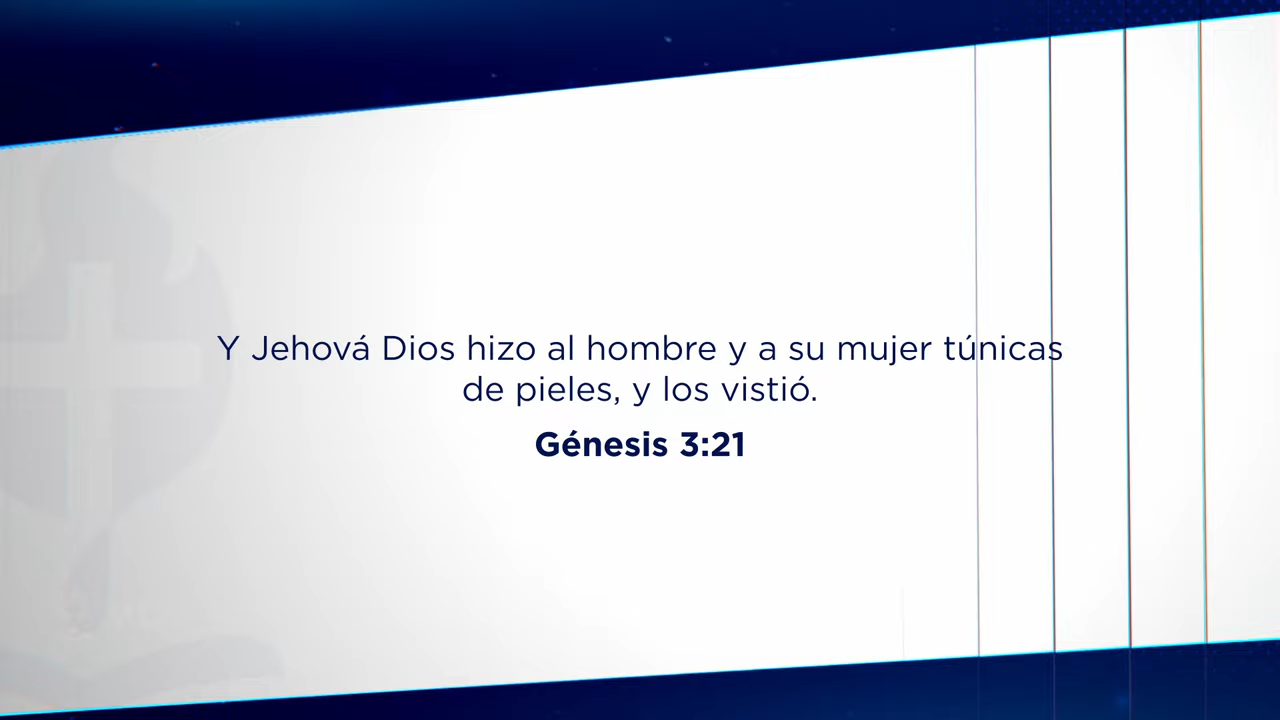 Y Jehová Dios hizo al hombre y a su mujer túnicas
de pieles, y los vistió.
Génesis 3:21